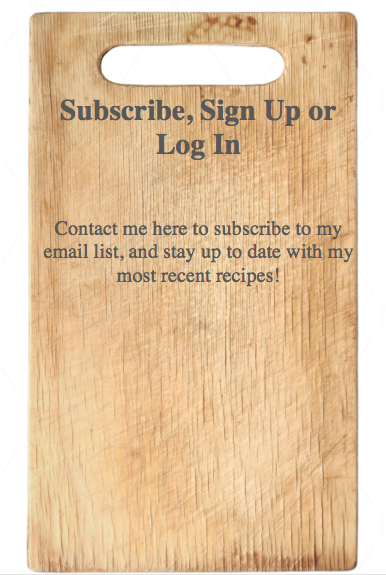 Subscribe, Sign Up or
Log In
Contact me here to subscribe to my
email list, and stay up to date with my
most recent recipes!